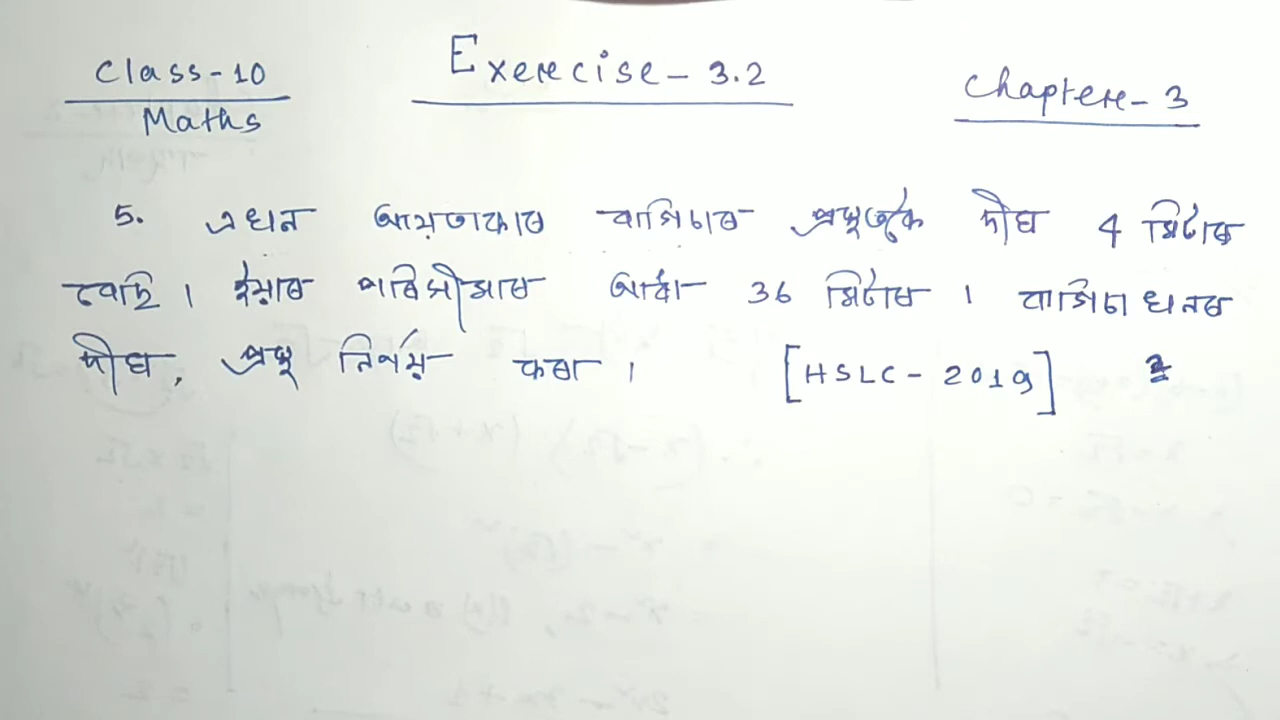 Class-10
Maths
Exercise-3.2
Chapter-3
5. এখন আয়তাকাৰ বাগিচাৰ প্ৰস্থতকৈ দীঘ 4 মিটাৰ
বেছি । ইয়াৰ পৰিসীমাৰ আধা 36 মিটাৰ । বাগিচা খনৰ
দীঘ, প্ৰস্থ নিৰ্ণয় কৰা । [HSLC-2019]